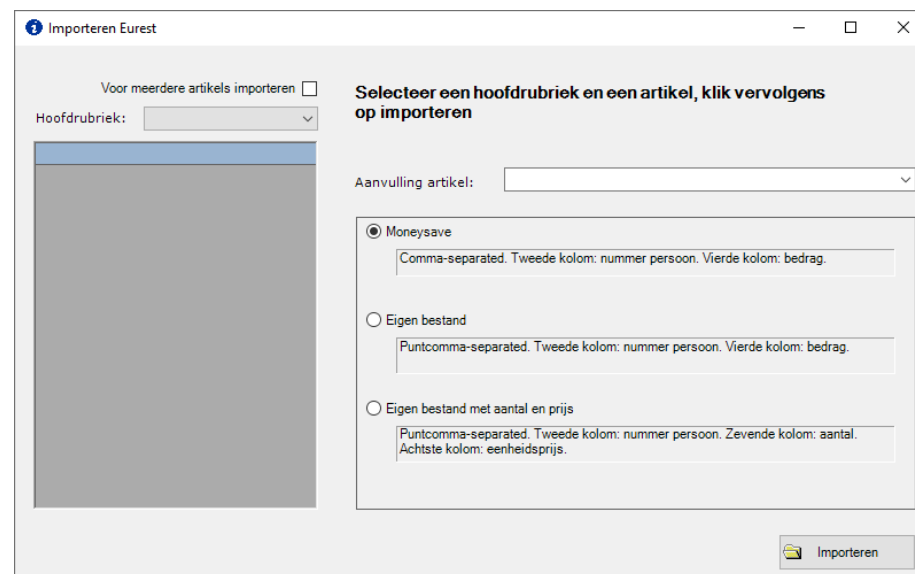 Importeren Eurest
Voor meerdere artikels importeren
Hoofdrubriek:
Selecteer een hoofdrubriek en een artikel, klik vervolgens
op importeren
Aanvulling artikel:
Moneysave
Comma-separated. Tweede kolom: nummer persoon. Vierde kolom: bedrag.
Eigen bestand
Puntcomma-separated. Tweede kolom: nummer persoon. Vierde kolom: bedrag.
Eigen bestand met aantal en prijs
Puntcomma-separated. Tweede kolom: nummer persoon. Zevende kolom: aantal.
Achtste kolom: eenheidsprijs.
Importeren